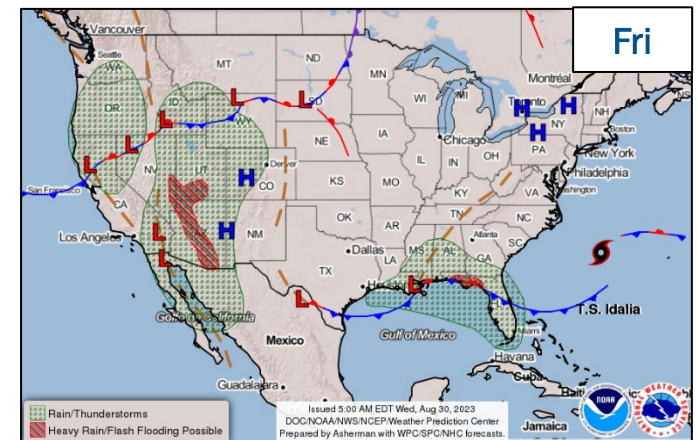 Fri
Vancouver
Seattle
WA
MT
ND
MN
Montréal
OR
ID
L
L
SD
WI
MI
Toronto
H
H
NH
L
WY
H
NY
Boston
L
L
NE
IA
Chicago
PA
New York
NV
UT
H
Denver
CO
IL
IN
OH
Philadelphia
San Francisco
KS
MO
KY
VA
Washington
CA
L
H
NM
OK
AR
TN
NC
Los Angeles
L
Dallas
MS
AL
Atlanta
SC
TX
LA
GA
L
Houston
L
FL
T.S. Idalia
Golfo de California
Mexico
Gulf of Mexico
Miami
Havana
Cuba
Guadalajara
Jamaica
Rain/Thunderstorms
Heavy Rain/Flash Flooding Possible
Issued 5:00 AM EDT Wed, Aug 30, 2023
DOC/NOAA/NWS/NCEP/Weather Prediction Center
Prepared by Asherman with WPC/SPC/NHC forecasts.
NOAA
NATIONAL WEATHER SERVICE